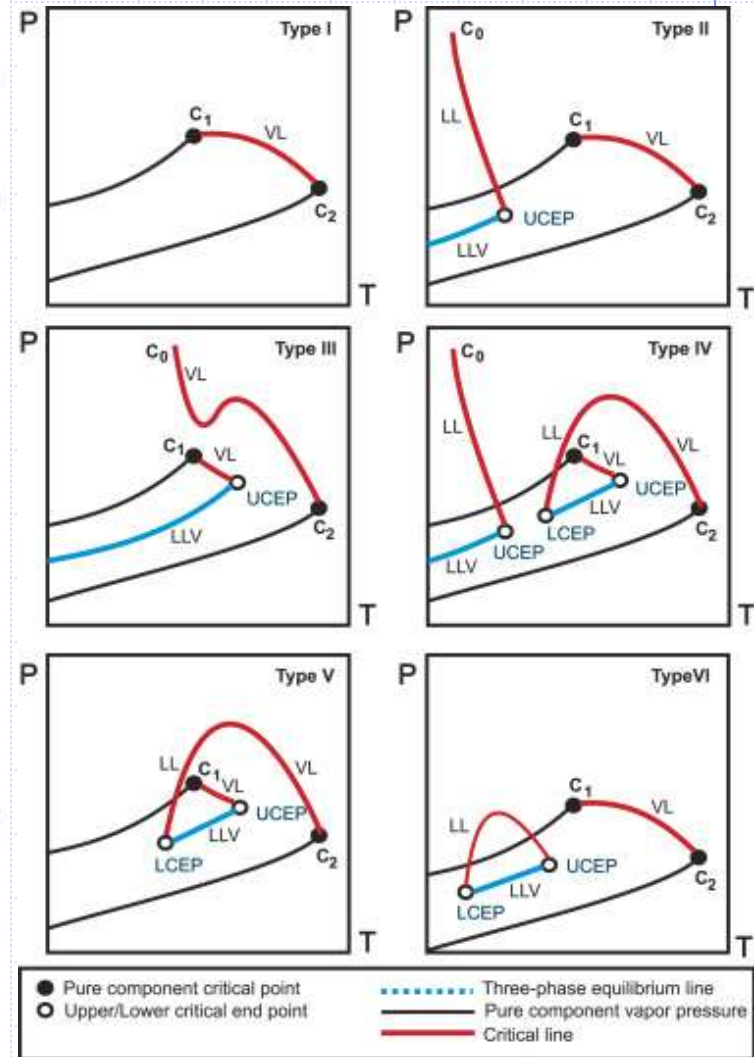 P
Type I
C1
VL
C2
T
P
Type II
C0
LL
C1
VL
UCEP
LLV
C2
T
P
Type III
C0
VL
C1
VL
UCEP
LLV
C2
T
P
Type IV
C0
LL
LL
C1
VL
VL
UCEP
LCEP
UCEP
LLV
LLV
C2
T
P
Type V
LL
C1
VL
VL
UCEP
LLV
LCEP
C2
T
P
TypeVI
C1
VL
LL
UCEP
LLV
LCEP
C2
T
Pure component critical point
Upper/Lower critical end point
Three-phase equilibrium line
Pure component vapor pressure
Critical line